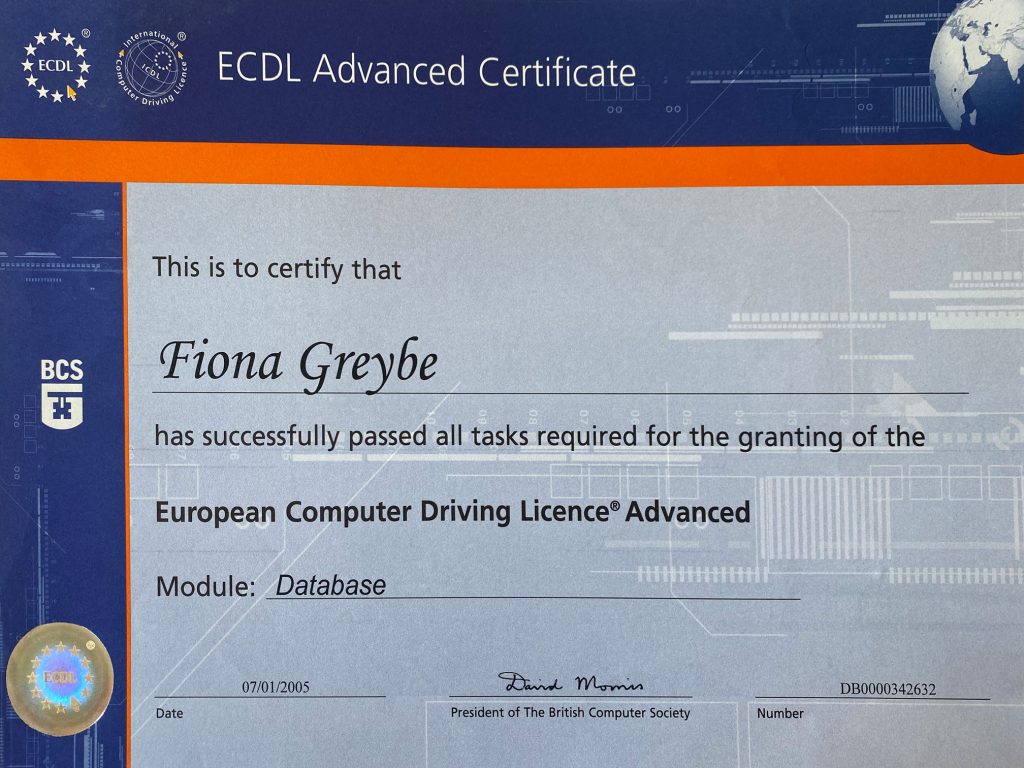 ECDL
®
International
Computer Driving Licence
ICDL
®
ECDL Advanced Certificate
This is to certify that
Fiona Greybe
BCS
has successfully passed all tasks required for the granting of the
European Computer Driving Licence® Advanced
Module: Database
ECDL
07/01/2005
David Morris
DB0000342632
Date
President of The British Computer Society
Number